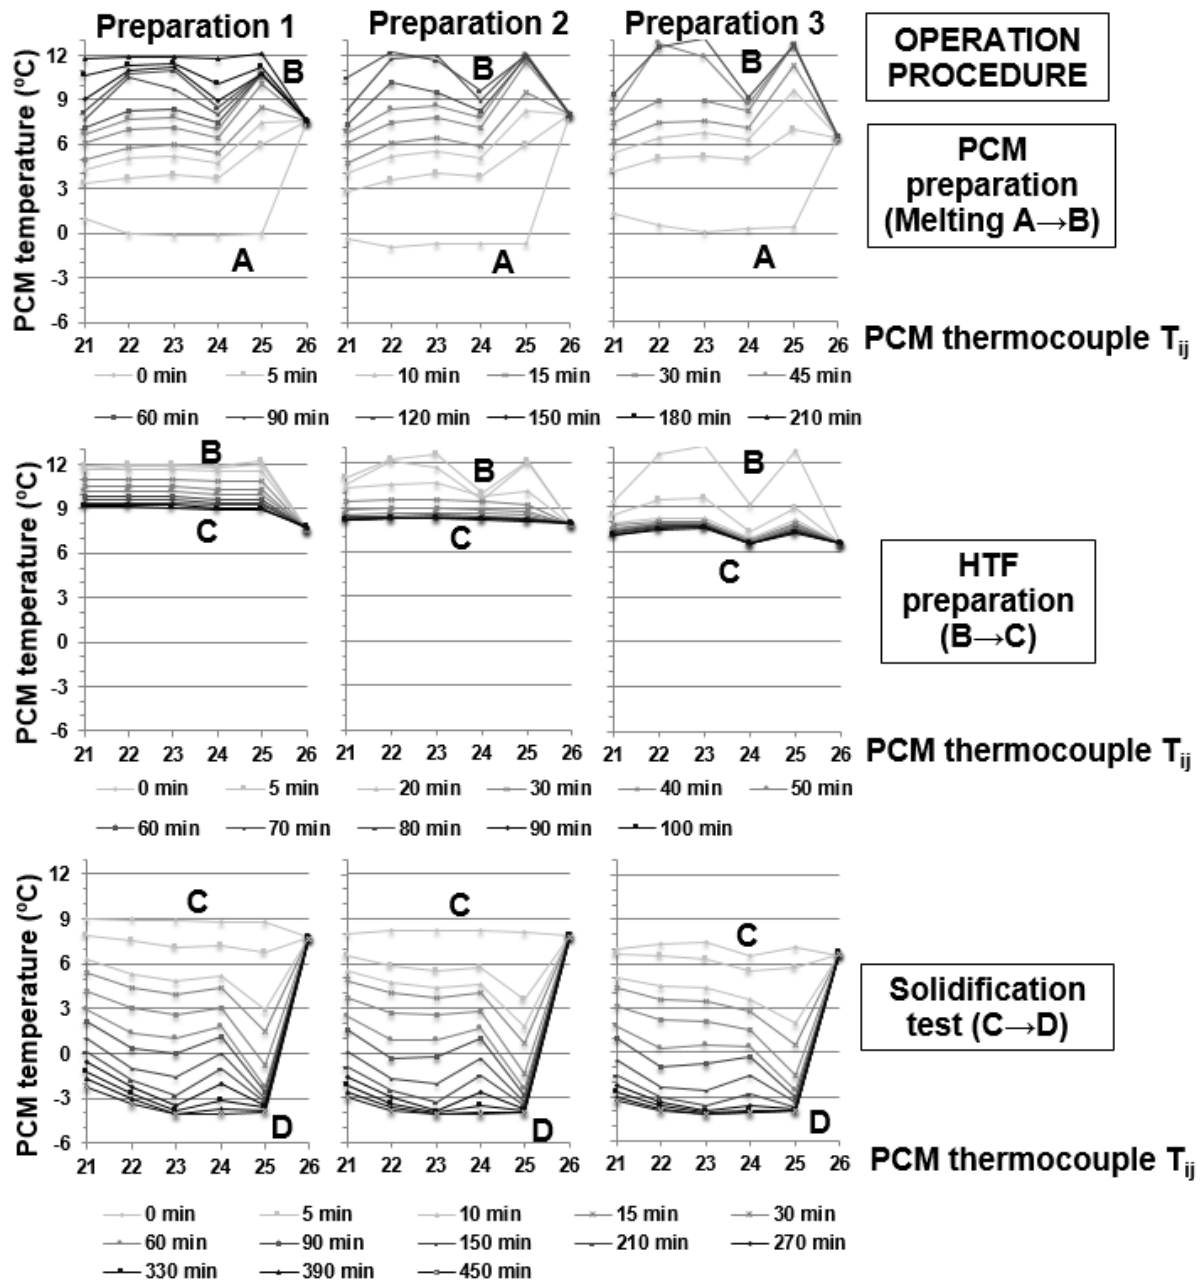 Preparation 1
Preparation 2
Preparation 3
OPERATION
PROCEDURE
PCM temperature (ºC)
12
9
6
3
0
-3
-6
B
A
B
A
B
A
PCM
preparation
(Melting A→B)
21 22 23 24 25 26
21 22 23 24 25 26
21 22 23 24 25 26
PCM thermocouple Tij
0 min 5 min 10 min 15 min 30 min 45 min
60 min 90 min 120 min 150 min 180 min 210 min
PCM temperature (ºC)
12
9
6
3
0
-3
-6
B
C
B
C
B
C
HTF
preparation
(B→C)
21 22 23 24 25 26
21 22 23 24 25 26
21 22 23 24 25 26
PCM thermocouple Tij
0 min 5 min 20 min 30 min 40 min 50 min
60 min 70 min 80 min 90 min 100 min
PCM temperature (ºC)
12
9
6
3
0
-3
-6
C
D
C
D
C
D
Solidification
test (C→D)
21 22 23 24 25 26
21 22 23 24 25 26
21 22 23 24 25 26
PCM thermocouple Tij
0 min 5 min 10 min 15 min 30 min
60 min 90 min 150 min 210 min 270 min
330 min 390 min 450 min